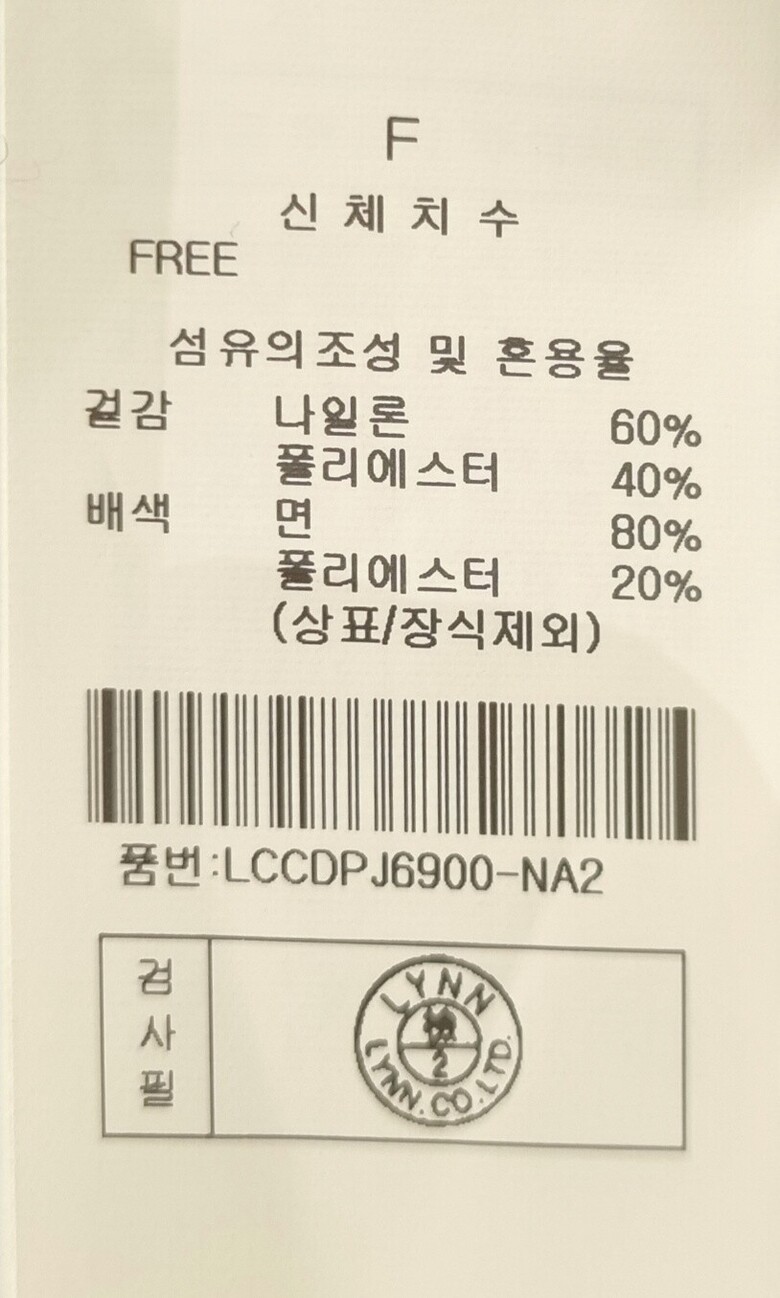 F
신체치수
FREE
섬유의조성 및 혼용율
겉감 나일론 60%
폴리에스터 40%
배색 면 80%
폴리에스터 20%
(상표/장식제외)
품번:LCCDPJ6900-NA2
검사필
LYNN
2
LYNN.CO.LTD.